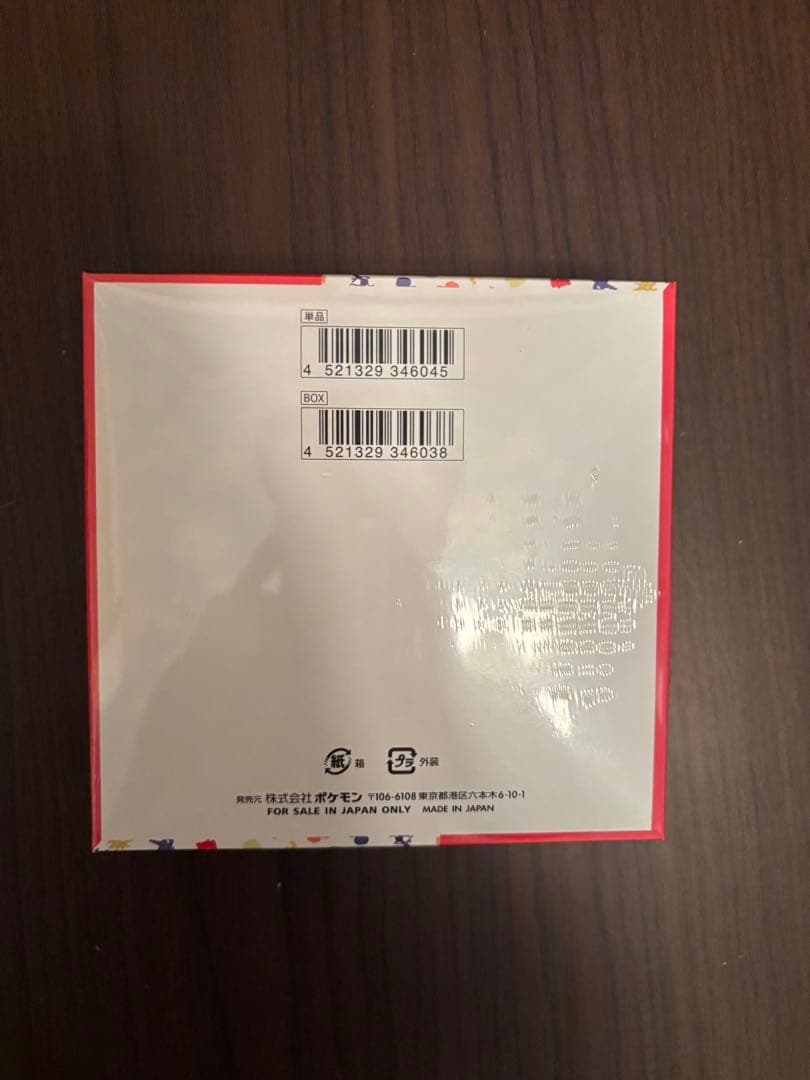 単品
4 521329 346045
BOX
4 521329 346038
紙 箱 プラ 外装
発売元 株式会社ポケモン 〒106-6108 東京都港区六本木6-10-1
FOR SALE IN JAPAN ONLY MADE IN JAPAN